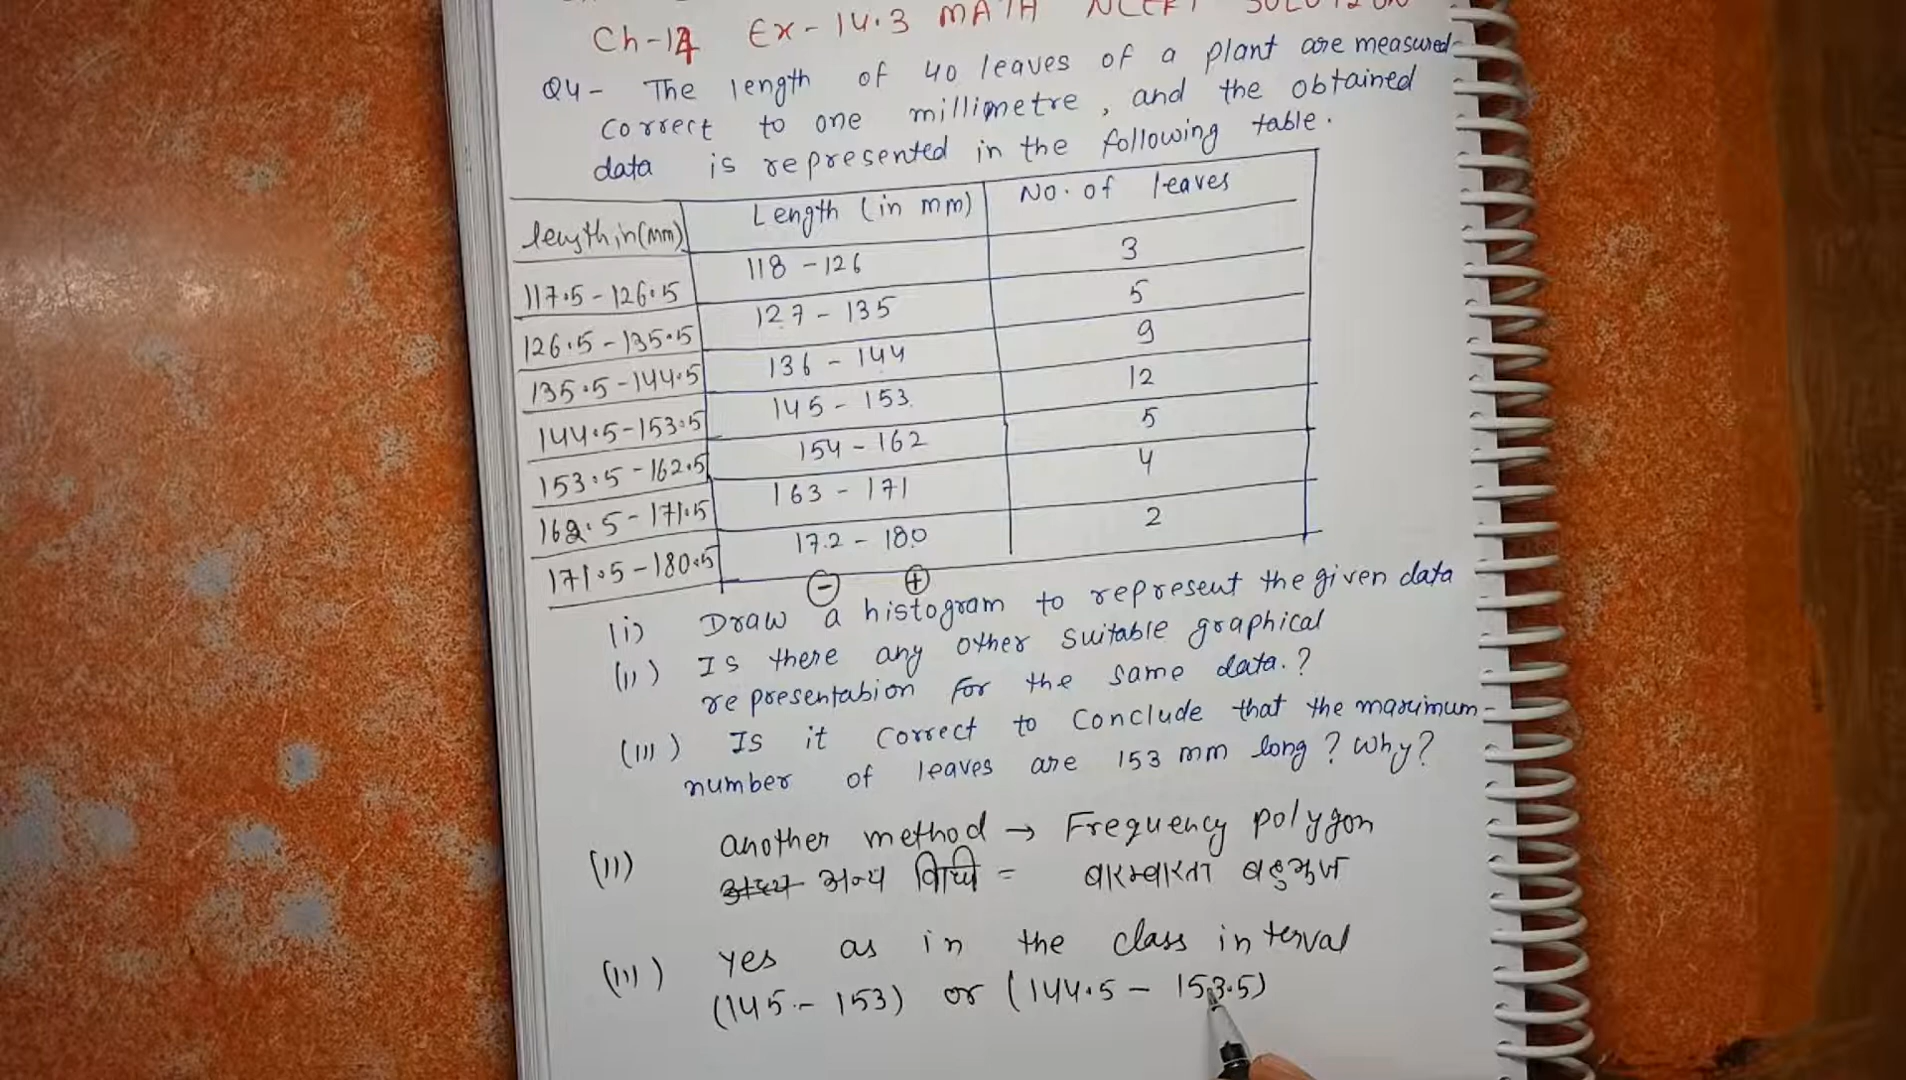 Ch-14 Ex-14.3 MATH NCERT SOLUTION
Q4- The length of 40 leaves of a plant are measured
correct to one millimetre, and the obtained
data is represented in the following table.
length in (mm) Length (in mm) No. of leaves
117.5-126.5 118-126 3
126.5-135.5 127-135 5
135.5-144.5 136-144 9
144.5-153.5 145-153 12
153.5-162.5 154-162 5
162.5-171.5 163-171 4
171.5-180.5 172-180 2
- +
(i) Draw a histogram to represent the given data
(ii) Is there any other suitable graphical
representation for the same data.?
(iii) Is it correct to conclude that the maximum-
number of leaves are 153 mm long? Why?
(ii) another method → Frequency polygon
अन्य विधी = बारम्बारता बहुभुज
(iii) yes as in the class interval
(145-153) or (144.5-153.5)